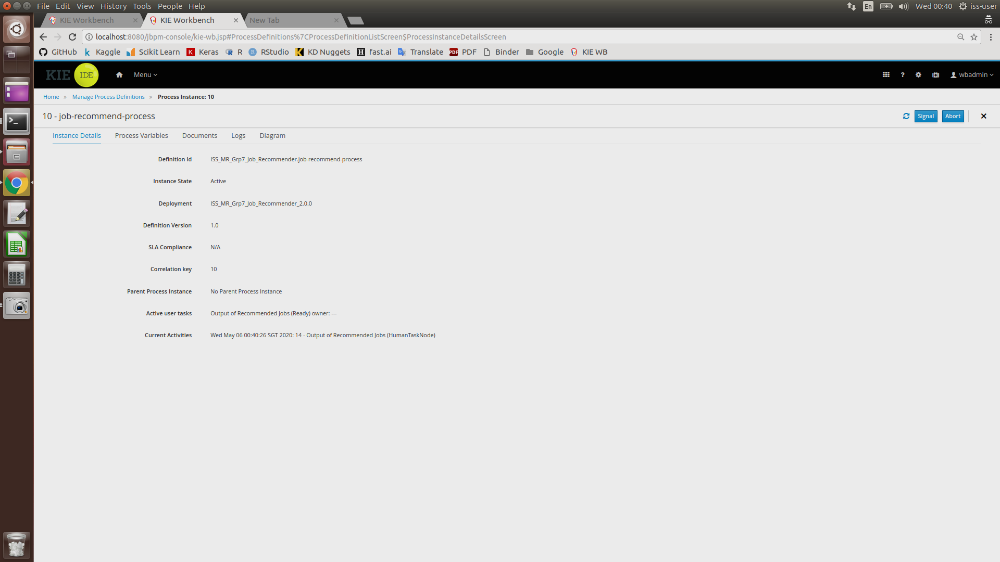 File Edit View History Tools People Help
En Wed 00:40 iss-user
KIE Workbench KIE Workbench New Tab
localhost:8080/jbpm-console/kie-wb.jsp#ProcessDefinitions%7CProcessDefinitionListScreen$ProcessInstanceDetailsScreen
GitHub k Kaggle Scikit Learn K Keras R R RStudio K KD Nuggets H fast.ai Translate PDF PDF Binder Google KIE WB
KIE IDE Menu ? wbadmin
Home » Manage Process Definitions » Process Instance: 10
10 - job-recommend-process Signal Abort
Instance Details Process Variables Documents Logs Diagram
Definition Id ISS_MR_Grp7_Job_Recommender.job-recommend-process
Instance State Active
Deployment ISS_MR_Grp7_Job_Recommender_2.0.0
Definition Version 1.0
SLA Compliance N/A
Correlation key 10
Parent Process Instance No Parent Process Instance
Active user tasks Output of Recommended Jobs (Ready) owner: ---
Current Activities Wed May 06 00:40:26 SGT 2020: 14 - Output of Recommended Jobs (HumanTaskNode)